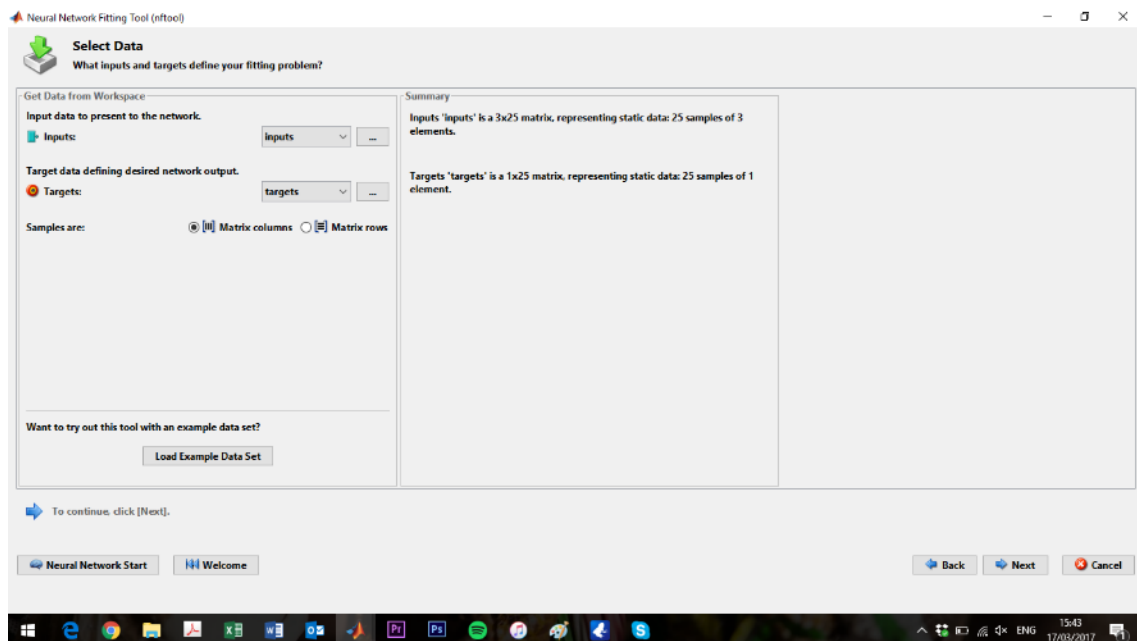 Neural Network Fitting Tool (nftool)
Select Data
What inputs and targets define your fitting problem?
Get Data from Workspace
Input data to present to the network.
Inputs:
inputs
...
Target data defining desired network output.
Targets:
targets
...
Samples are:
Matrix columns
Matrix rows
Want to try out this tool with an example data set?
Load Example Data Set
Summary
Inputs 'inputs' is a 3x25 matrix, representing static data: 25 samples of 3
elements.
Targets 'targets' is a 1x25 matrix, representing static data: 25 samples of 1
element.
To continue, click [Next].
Neural Network Start
Welcome
Back
Next
Cancel
Pr
Ps
ENG
15:43
17/03/2017